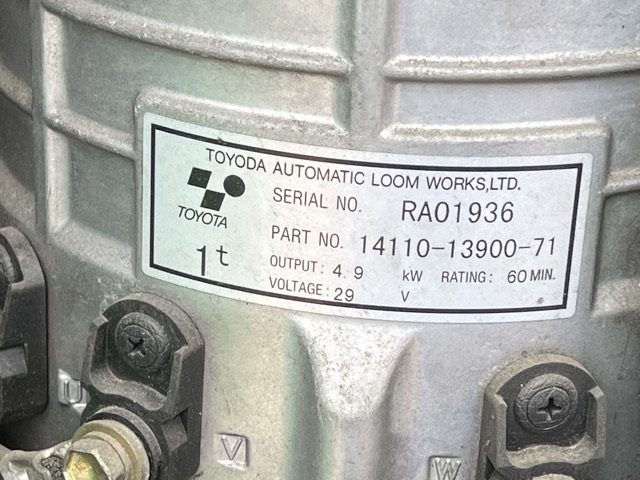 TOYODA AUTOMATIC LOOM WORKS,LTD.
TOYOTA
SERIAL NO. RA01936
1t
PART NO. 14110-13900-71
OUTPUT: 4.9 kW RATING: 60 MIN.
VOLTAGE: 29 V
U
V
W